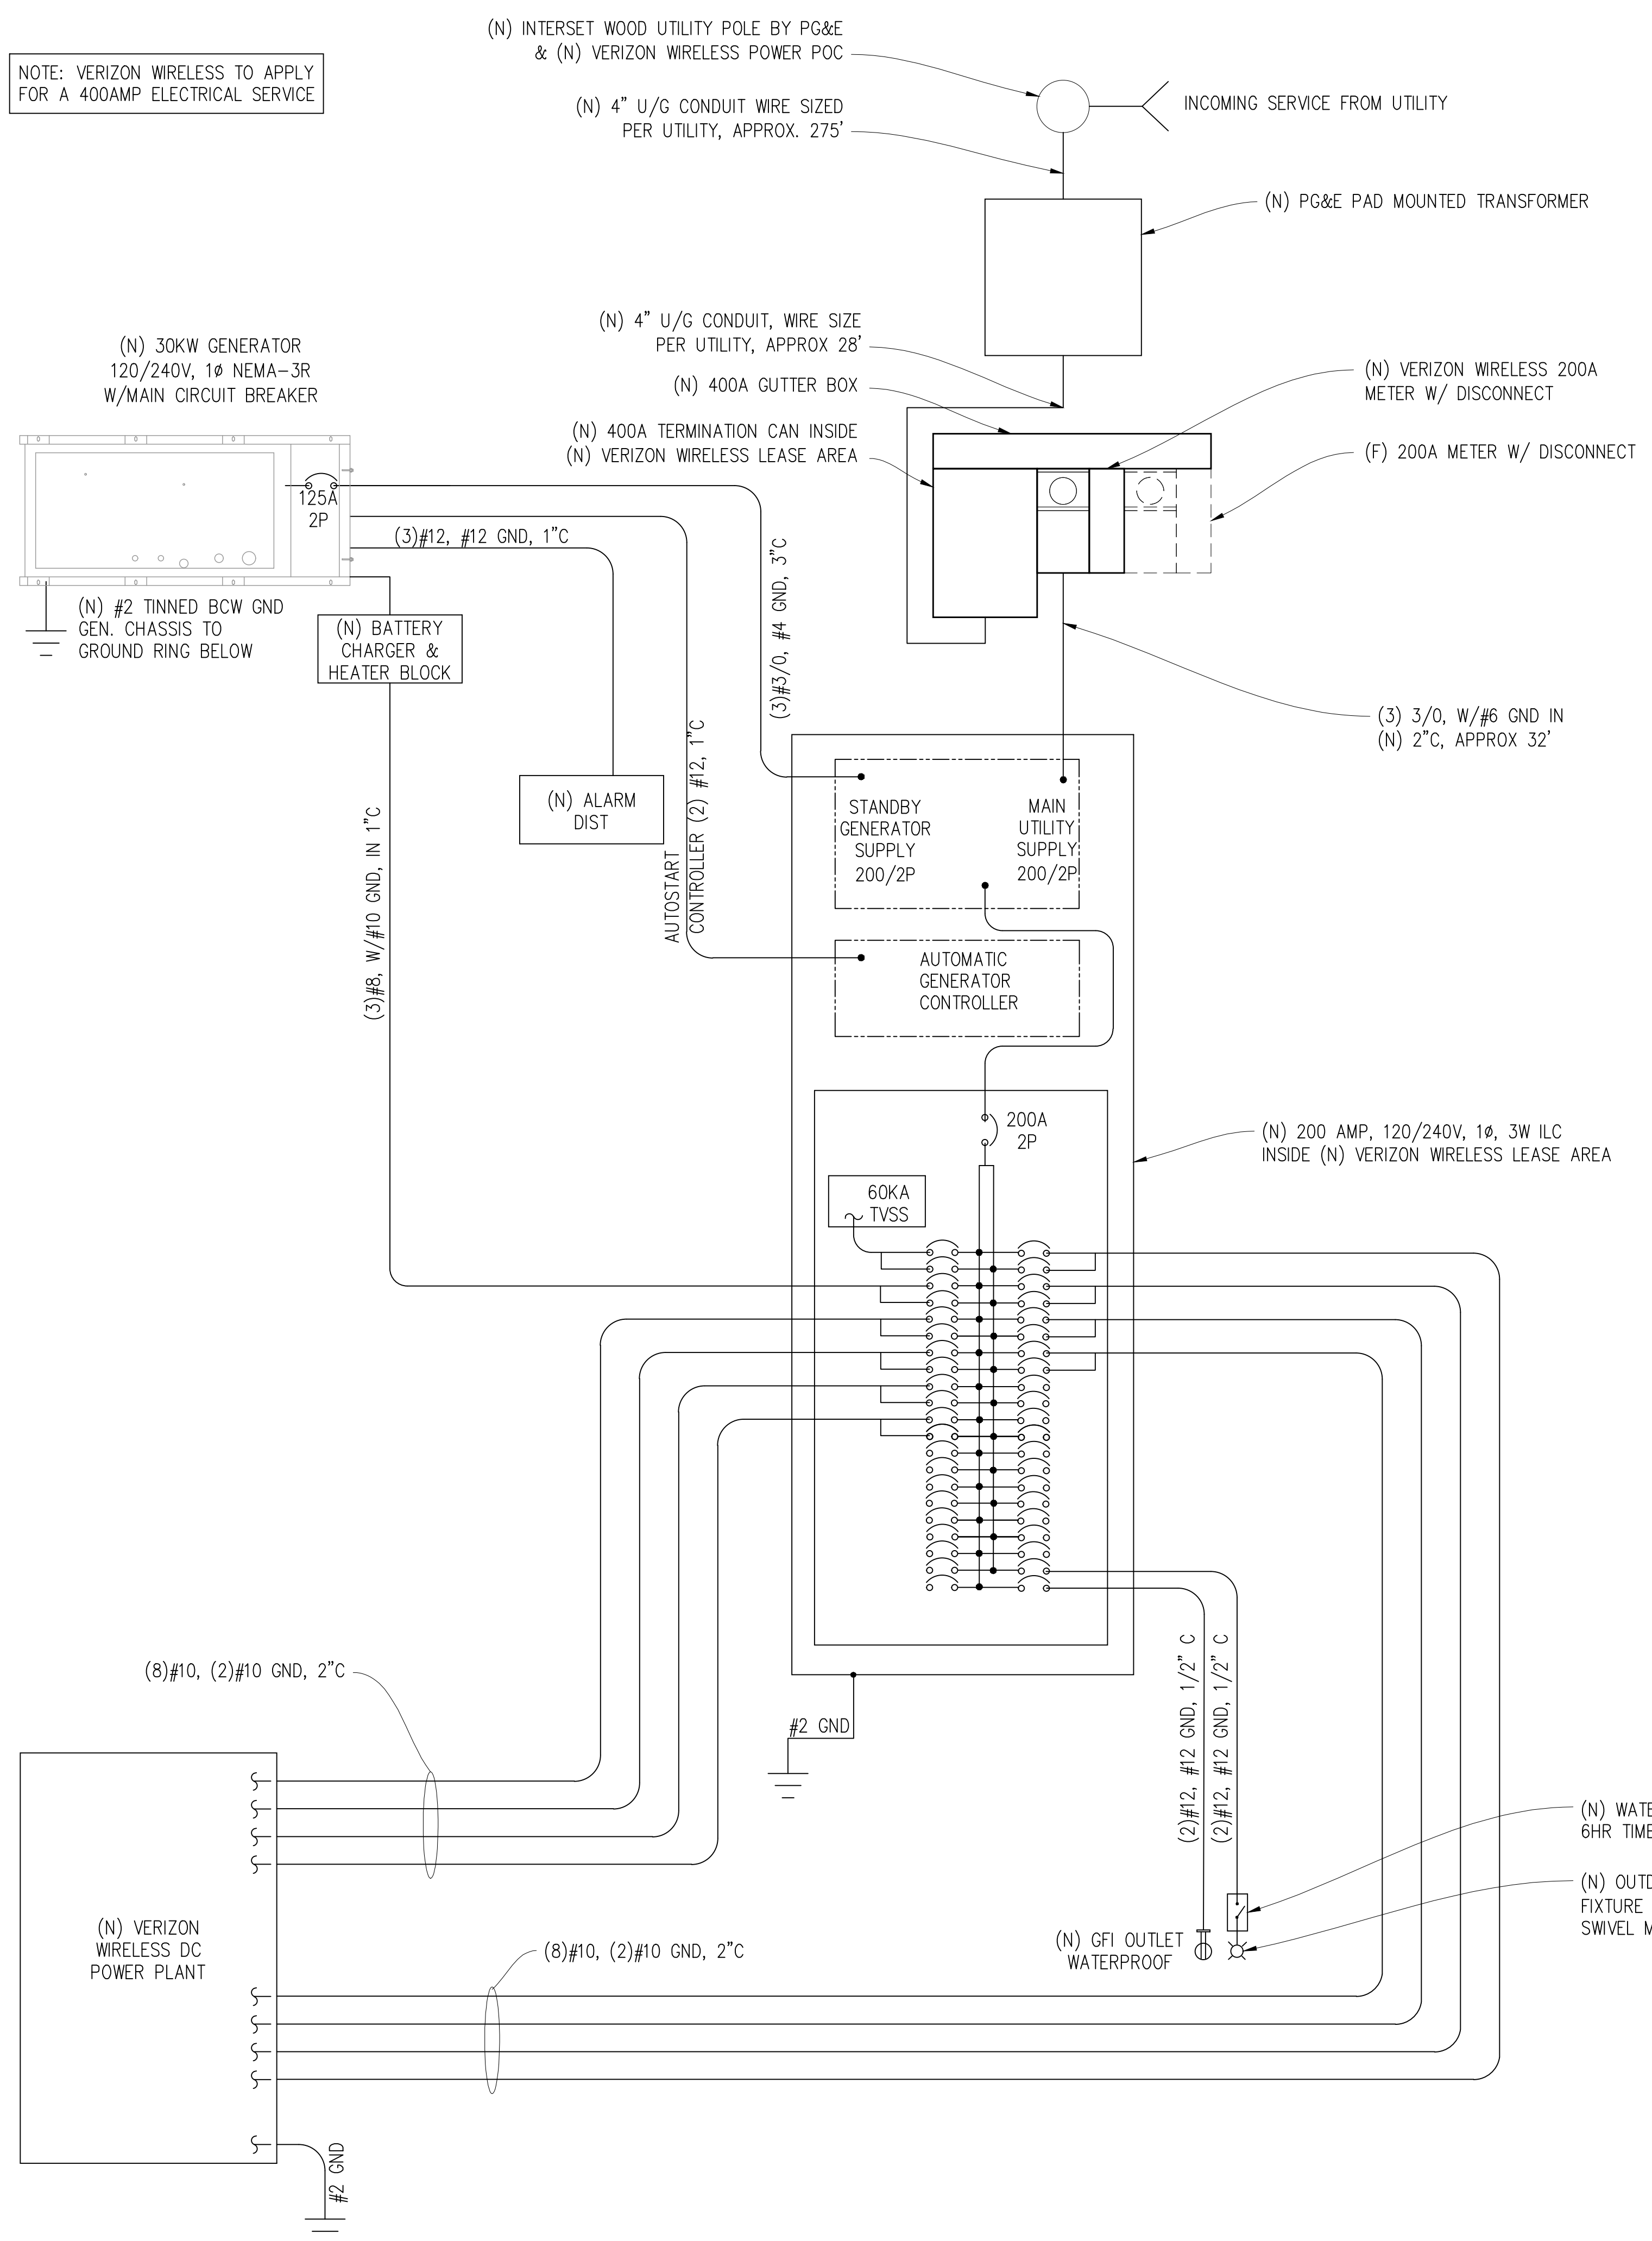 (N) INTERSET WOOD UTILITY POLE BY PG&E
& (N) VERIZON WIRELESS POWER POC
NOTE: VERIZON WIRELESS TO APPLY
FOR A 400AMP ELECTRICAL SERVICE
(N) 4" U/G CONDUIT WIRE SIZED
PER UTILITY, APPROX. 275'
INCOMING SERVICE FROM UTILITY
(N) PG&E PAD MOUNTED TRANSFORMER
(N) 4" U/G CONDUIT, WIRE SIZE
PER UTILITY, APPROX 28'
(N) 400A GUTTER BOX
(N) 400A TERMINATION CAN INSIDE
(N) VERIZON WIRELESS LEASE AREA
(N) VERIZON WIRELESS 200A
METER W/ DISCONNECT
(F) 200A METER W/ DISCONNECT
(N) 30KW GENERATOR
120/240V, 1ø NEMA-3R
W/MAIN CIRCUIT BREAKER
125A
2P
(3)#12, #12 GND, 1"C
(N) #2 TINNED BCW GND
GEN. CHASSIS TO
GROUND RING BELOW
(N) BATTERY
CHARGER &
HEATER BLOCK
(3)#3/0, #4 GND, 3"C
(3) 3/0, W/#6 GND IN
(N) 2"C, APPROX 32'
(N) ALARM
DIST
AUTOSTART
CONTROLLER (2) #12, 1"C
(3)#8, W/#10 GND, IN 1"C
STANDBY
GENERATOR
SUPPLY
200/2P
MAIN
UTILITY
SUPPLY
200/2P
AUTOMATIC
GENERATOR
CONTROLLER
200A
2P
(N) 200 AMP, 120/240V, 1ø, 3W ILC
INSIDE (N) VERIZON WIRELESS LEASE AREA
60KA
TVSS
(8)#10, (2)#10 GND, 2"C
#2 GND
(2)#12, #12 GND, 1/2" C
(2)#12, #12 GND, 1/2" C
(N) WATE
6HR TIME
(N) OUTD
FIXTURE
SWIVEL M
(N) GFI OUTLET
WATERPROOF
(N) VERIZON
WIRELESS DC
POWER PLANT
(8)#10, (2)#10 GND, 2"C
#2 GND